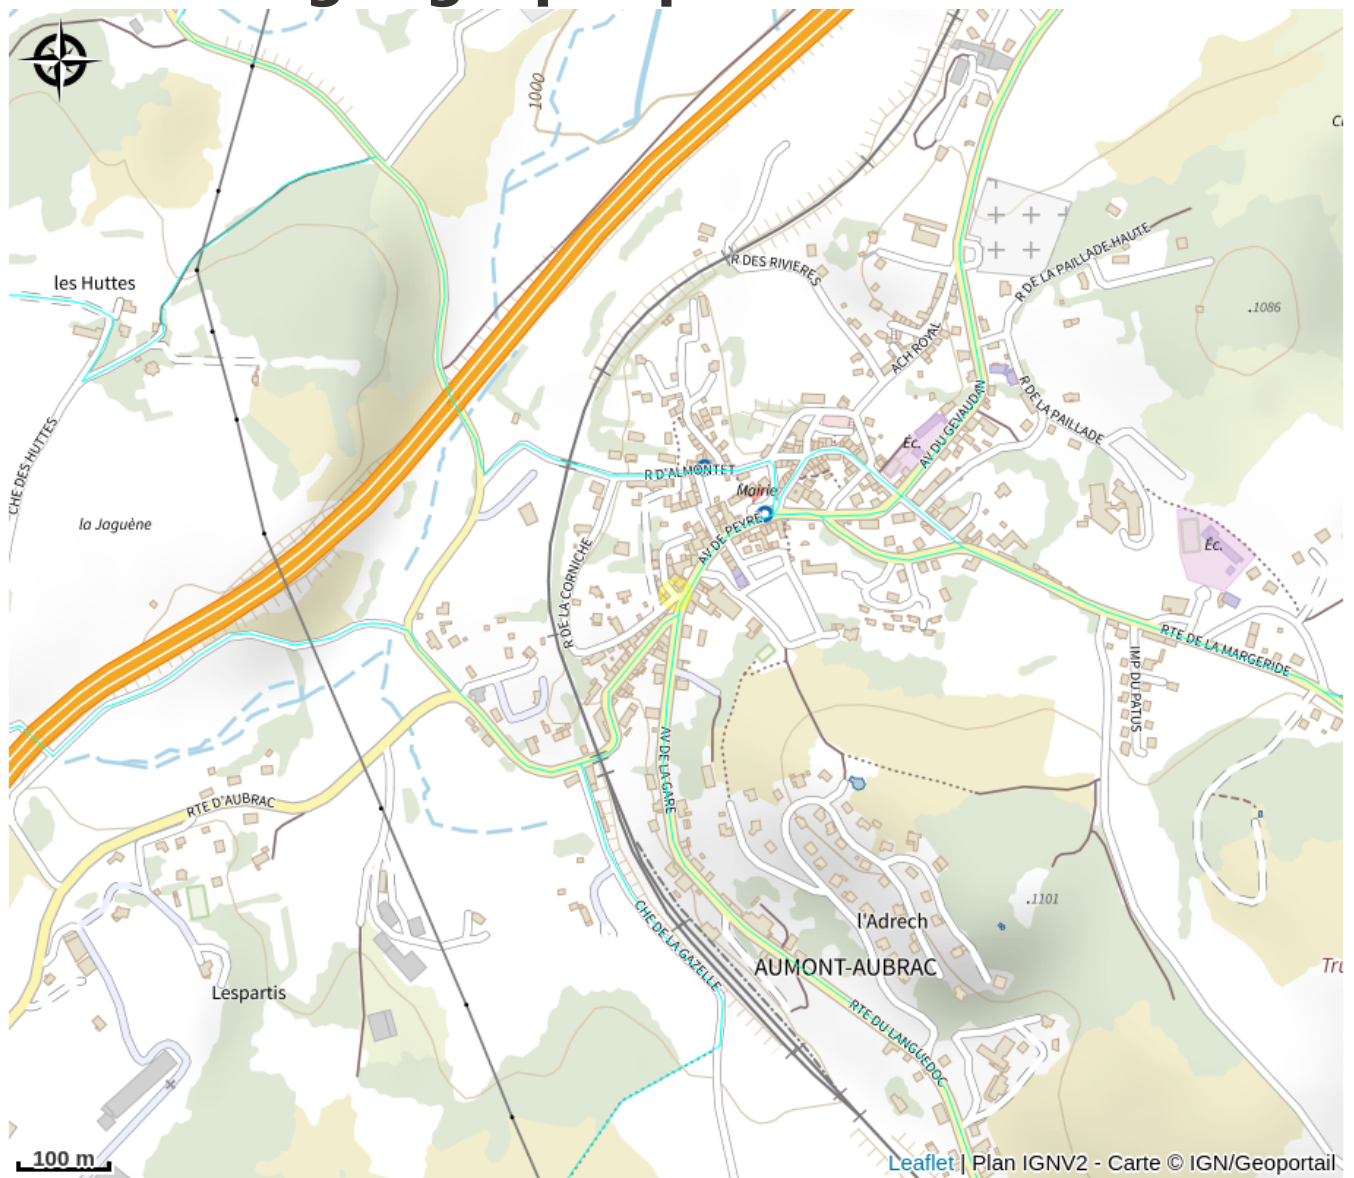 1000
R DES RIVIERES
R DE LA PAILLADE-HAUTE
les Huttes
.1086
ACH ROYAL
R DE LA PAILLADE
AV DU GEVAUDAN
Éc.
CHE DES HUTTES
R D'ALMONTET
Mairie
la Jaguène
AV DE PEYRE
Éc.
R DE LA CORNICHE
RTE DE LA MARGERIDE
IMP DU PATUS
AV DE LA GARE
RTE D'AUBRAC
.1101
l'Adrech
CHE DE LA GAZELLE
AUMONT-AUBRAC
Tru
Lespartis
RTE DU LANGUEDOC
100 m
Leaflet | Plan IGNV2 - Carte © IGN/Geoportail